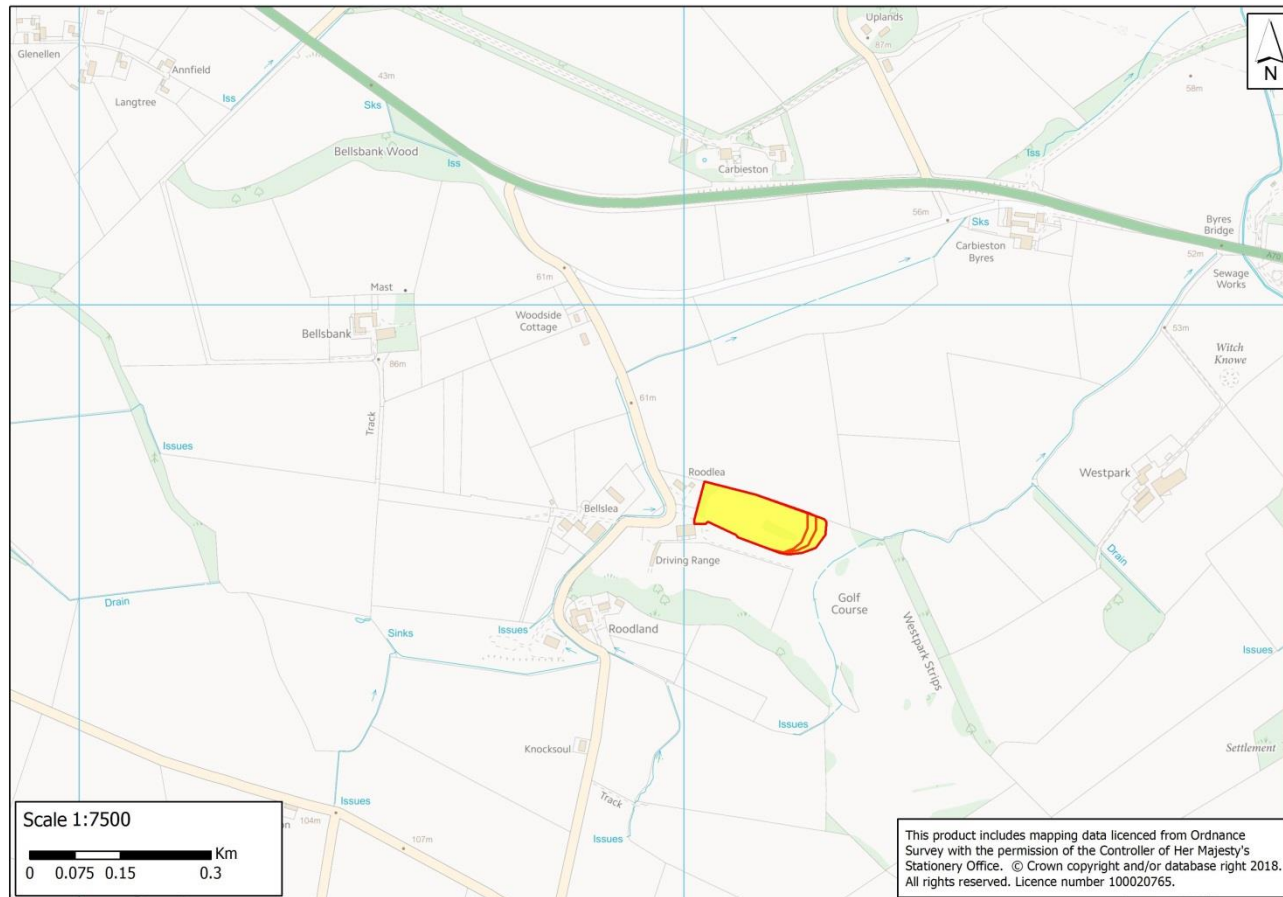 Uplands
87m
N
Glenellen
Annfield
Langtree
Iss
43m
Sks
Iss
Bellsbank Wood
58m
Iss
Carbieston
56m
Sks
Carbieston
Byres
Byres
Bridge
A70
52m
Sewage
Works
61m
Mast
Woodside
Cottage
Bellsbank
86m
Track
61m
53m
Witch
Knowe
Issues
Roodlea
Westpark
Bellslea
Driving Range
Drain
Golf
Course
Drain
Westpark Strips
Issues
Roodland
Sinks
Issues
Issues
Knocksoul
Settlement
Track
Issues
Issues
104m
107m
Scale 1:7500
Km
0 0.075 0.15 0.3
This product includes mapping data licenced from Ordnance
Survey with the permission of the Controller of Her Majesty's
Stationery Office. © Crown copyright and/or database right 2018.
All rights reserved. Licence number 100020765.